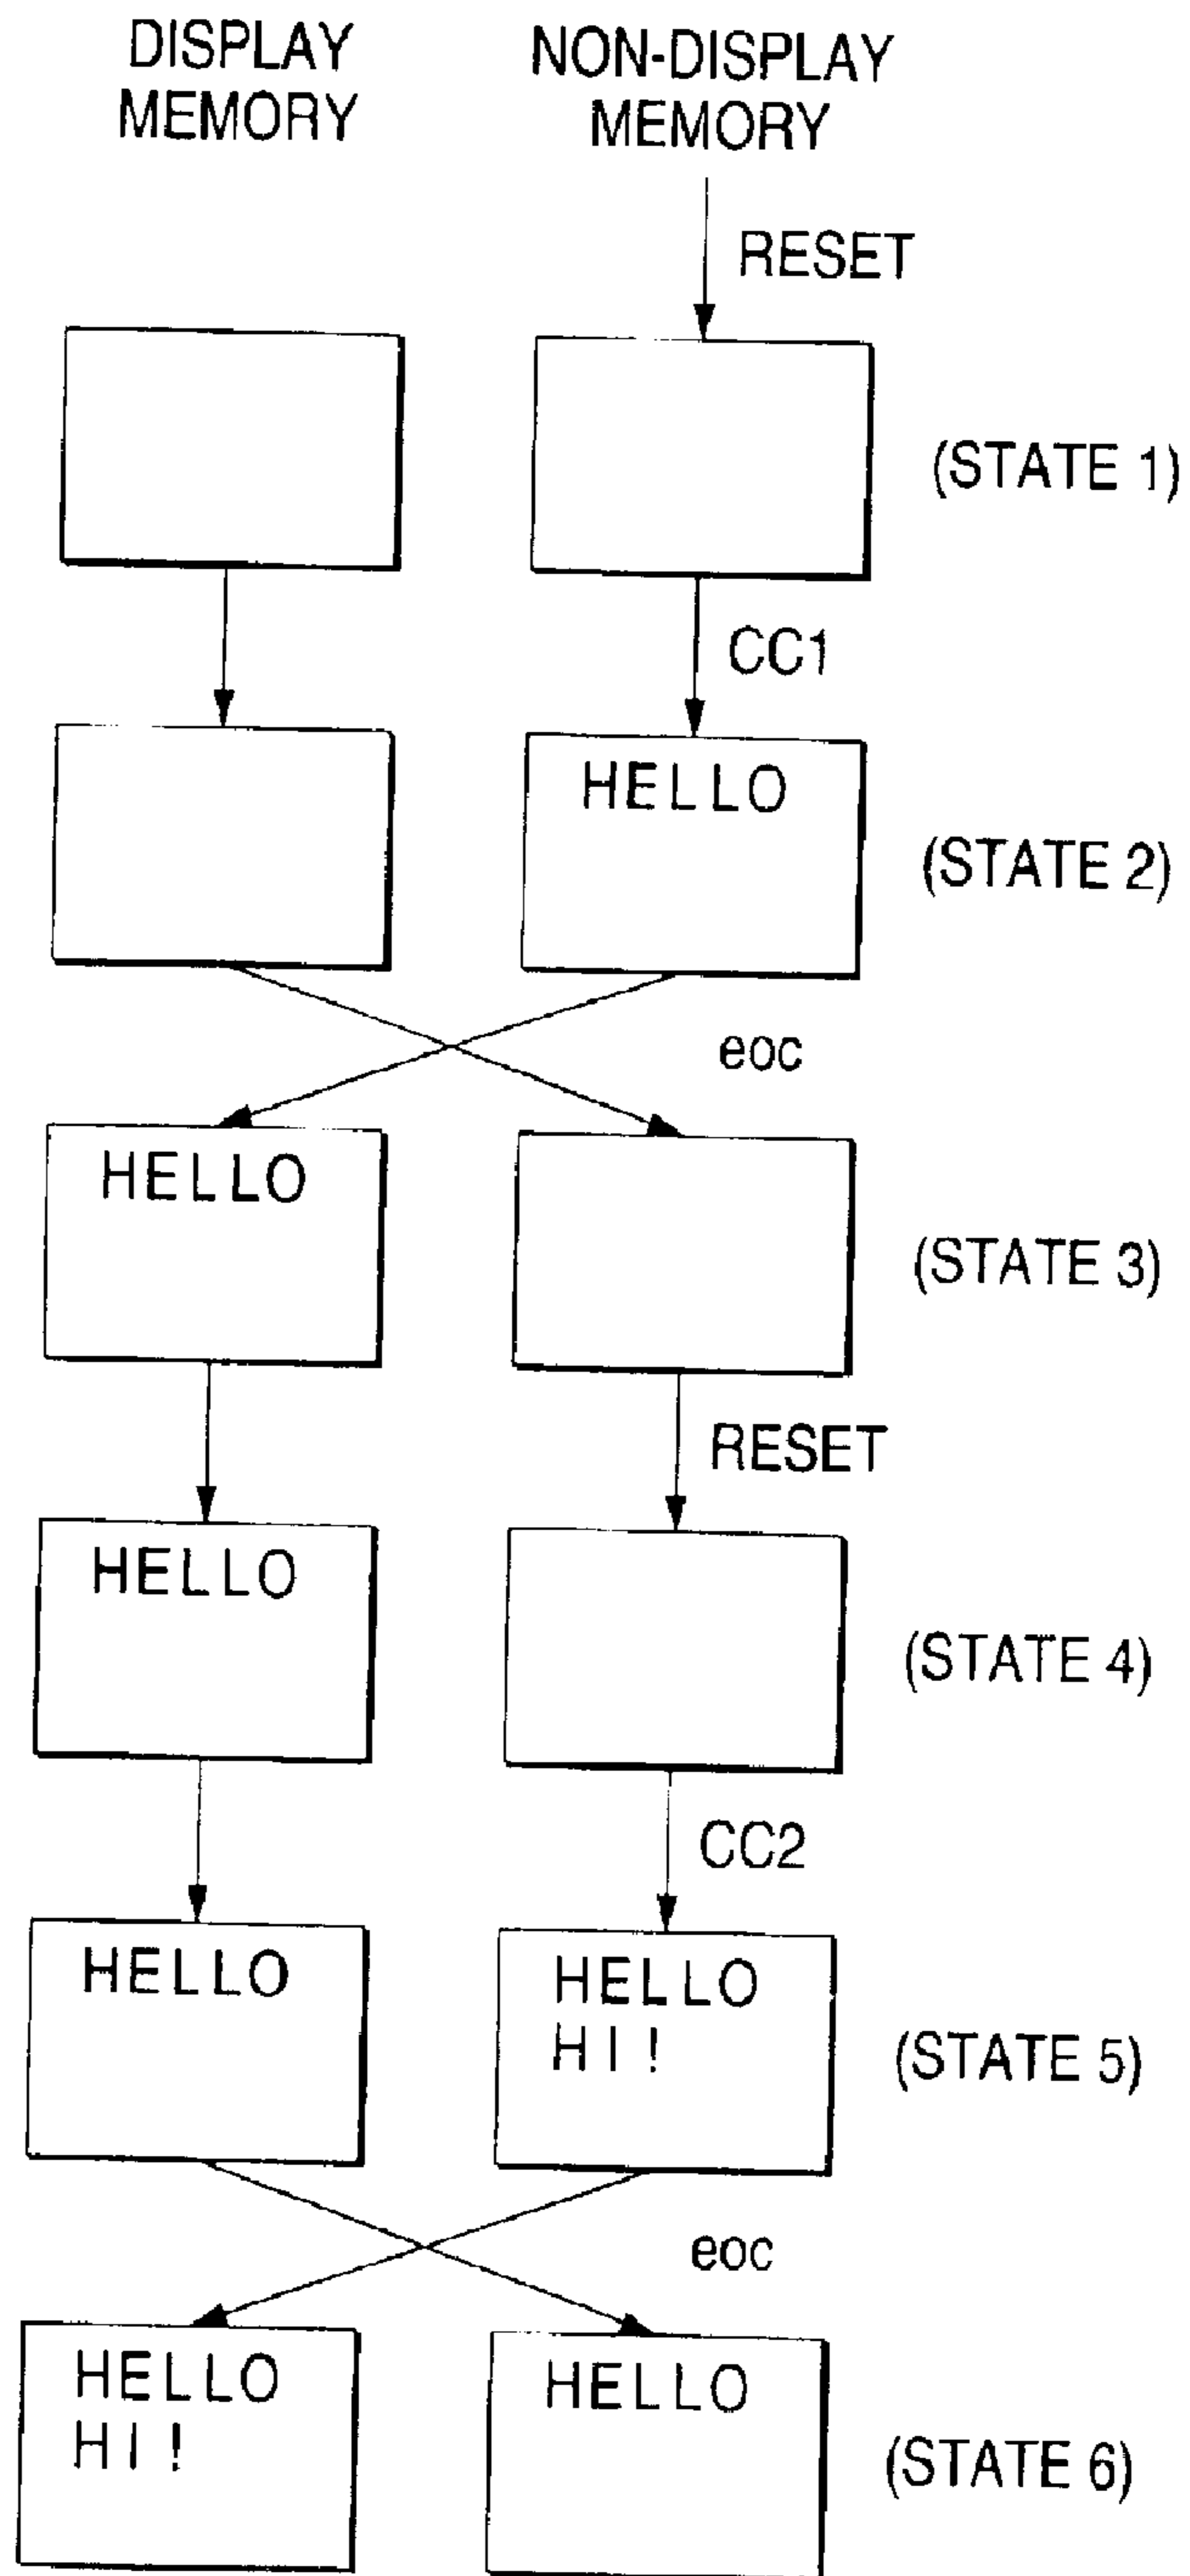 DISPLAY
MEMORY
NON-DISPLAY
MEMORY
RESET
(STATE 1)
CC1
HELLO
(STATE 2)
eoc
HELLO
(STATE 3)
RESET
HELLO
(STATE 4)
CC2
HELLO
HELLO
HI!
(STATE 5)
eoc
HELLO
HI!
HELLO
(STATE 6)